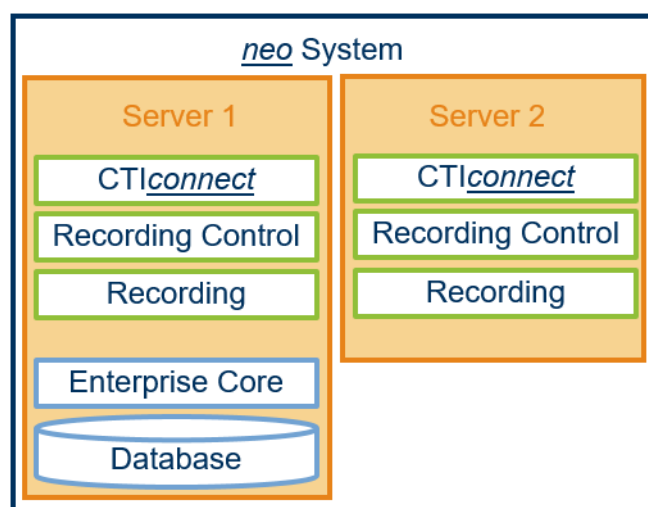 neo System
Server 1
CTIconnect
Recording Control
Recording
Enterprise Core
Database
Server 2
CTIconnect
Recording Control
Recording